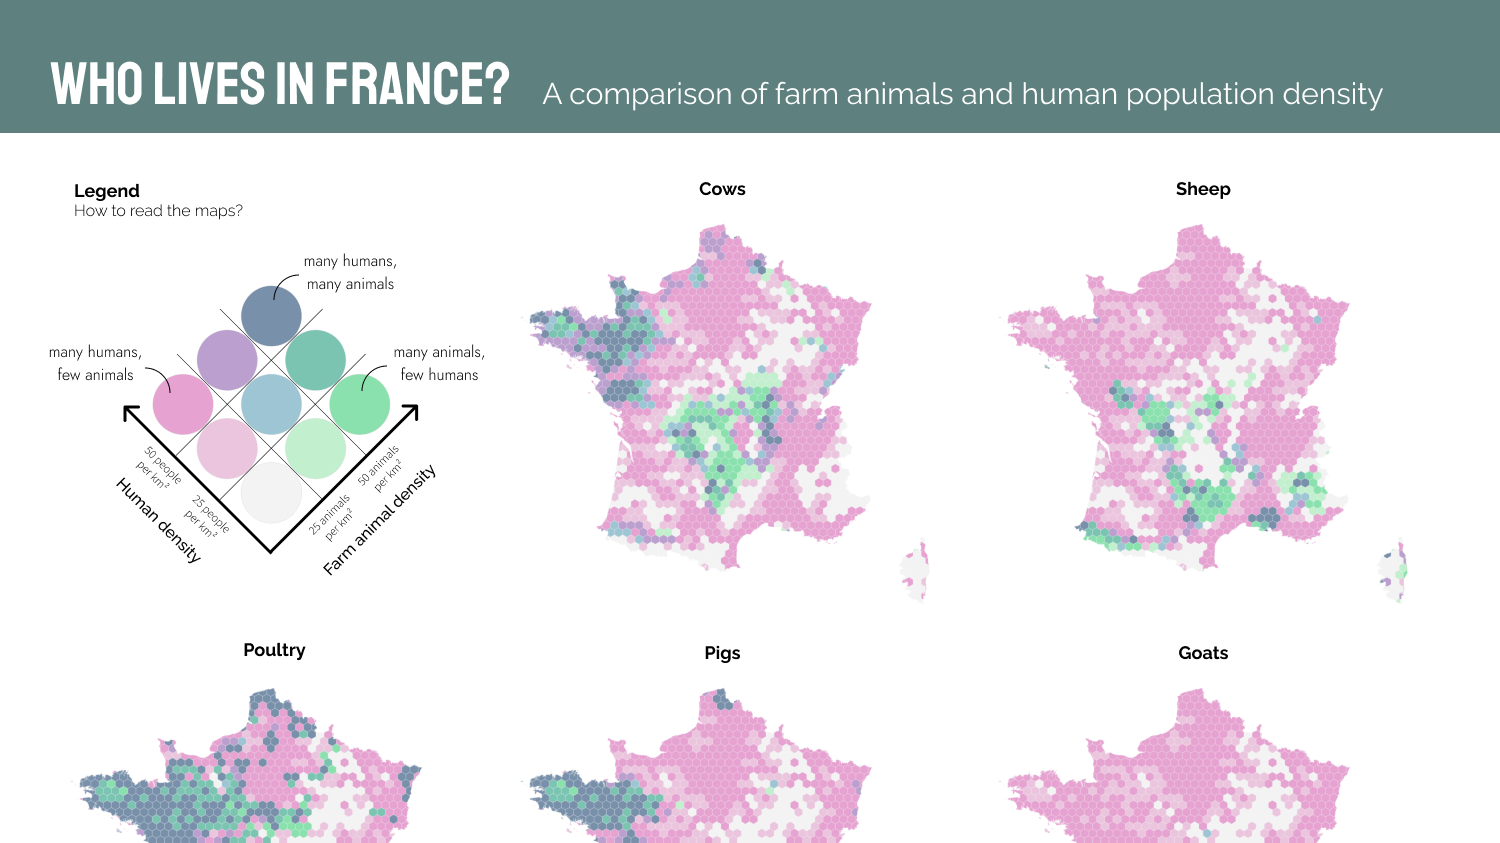 WHO LIVES IN FRANCE?
A comparison of farm animals and human population density
Legend
How to read the maps?
many humans,
many animals
many humans,
few animals
many animals,
few humans
50 people
per km²
25 people
per km²
Human density
25 animals
per km²
50 animals
per km²
Farm animal density
Cows
Sheep
Poultry
Pigs
Goats